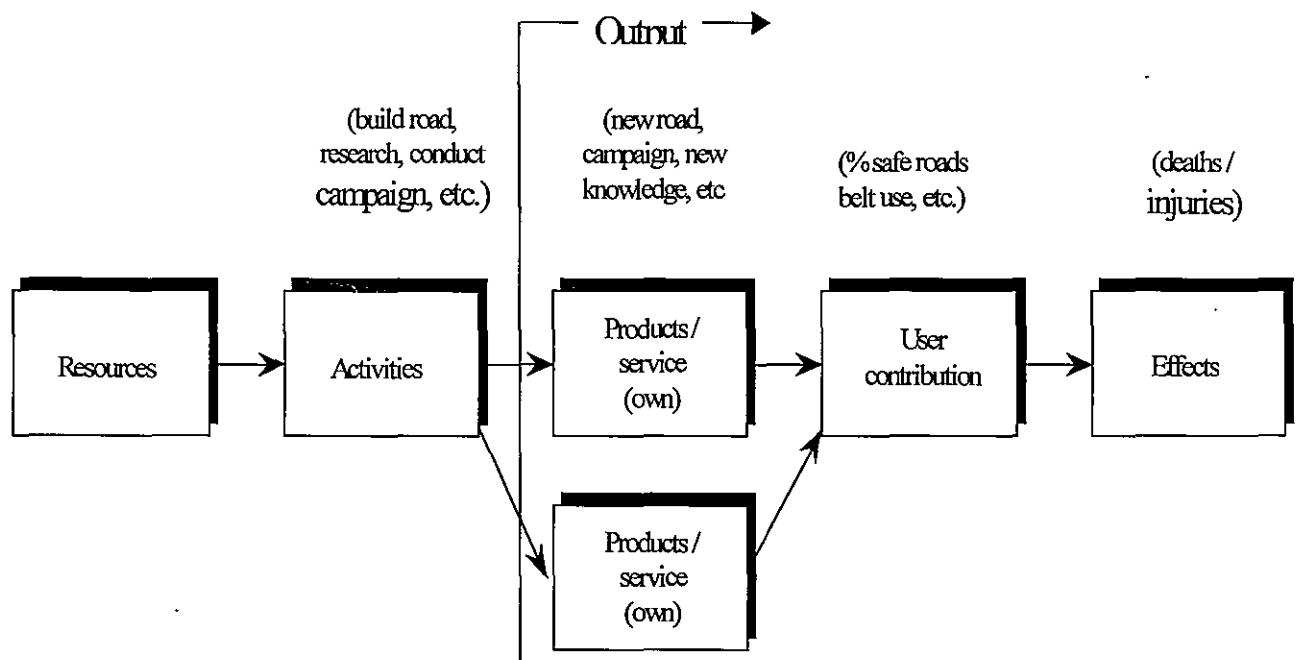 Output
(build road,
research, conduct
campaign, etc.)
(new road,
campaign, new
knowledge, etc
(% safe roads
belt use, etc.)
(deaths /
injuries)
Resources
Activities
Products /
service
(own)
User
contribution
Effects
Products /
service
(own)